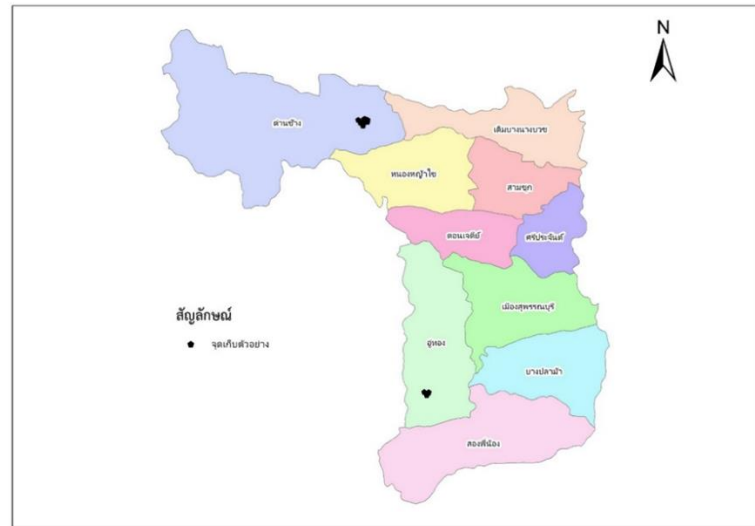 N
ด่านช้าง
เดิมบางนางบวช
หนองหญ้าไซ
สามชุก
ดอนเจดีย์
ศรีประจันต์
เมืองสุพรรณบุรี
สัญลักษณ์
จุดเก็บตัวอย่าง
อู่ทอง
บางปลาม้า
สองพี่น้อง